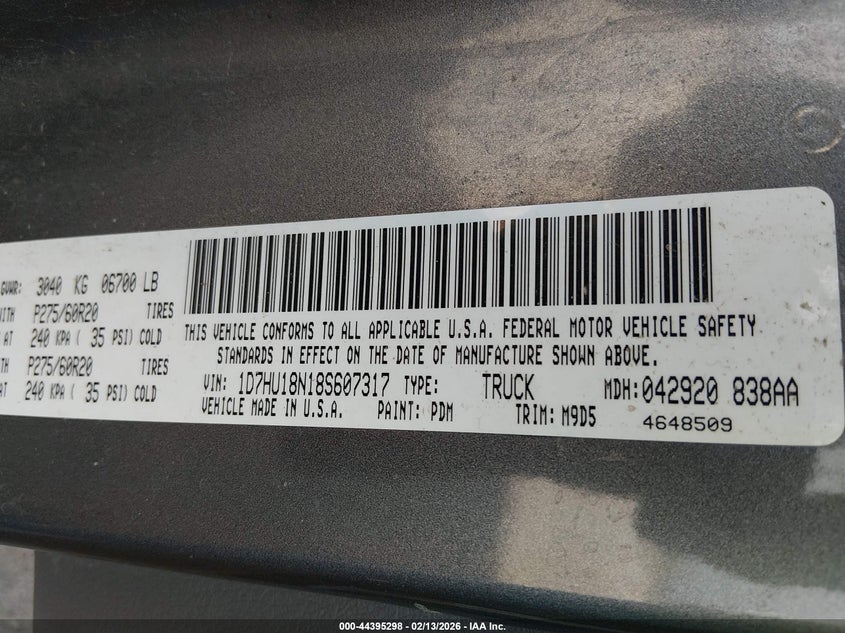 GVWR: 3040 KG 06700 LB
WITH P275/60R20 TIRES
AT 240 KPA ( 35 PSI) COLD
WITH P275/60R20 TIRES
AT 240 KPA ( 35 PSI) COLD
THIS VEHICLE CONFORMS TO ALL APPLICABLE U.S.A. FEDERAL MOTOR VEHICLE SAFETY
STANDARDS IN EFFECT ON THE DATE OF MANUFACTURE SHOWN ABOVE.
VIN: 1D7HU18N18S607317 TYPE: TRUCK MDH:042920 838AA
VEHICLE MADE IN U.S.A. PAINT: PDM TRIM: M9D5 4648509
000-44395298 - 02/13/2026 - IAA Inc.